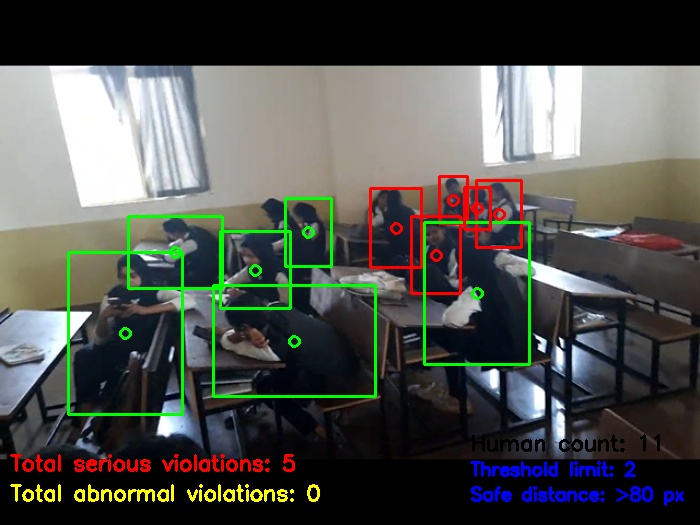 Human count: 11
Total serious violations: 5
Threshold limit: 2
Total abnormal violations: 0
Safe distance: >80 px